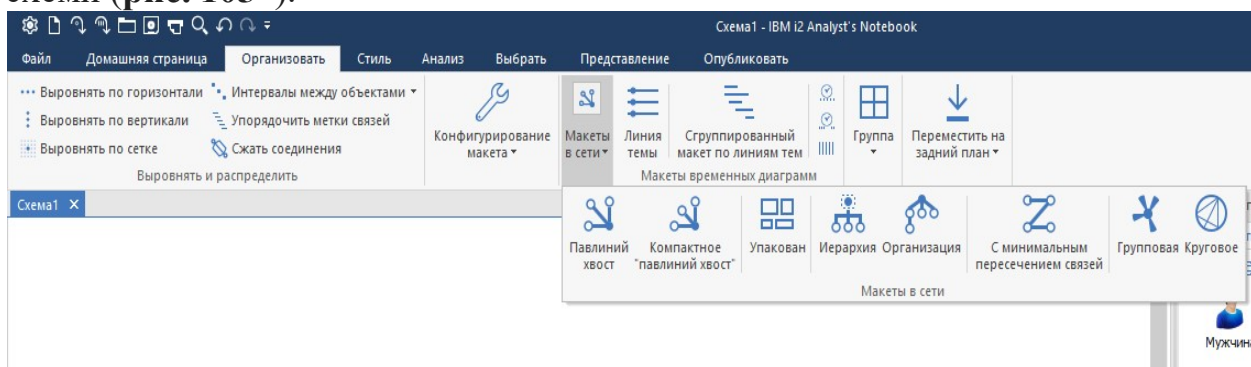 схеми (рис. 105
Схема1 - IBM i2 Analyst's Notebook
Файл Домашняя страница Организовать Стиль Анализ Выбрать Представление Опубликовать
Выровнять по горизонтали Интервалы между объектами
Выровнять по вертикали Упорядочить метки связей
Выровнять по сетке Сжать соединения
Выровнять и распределить
Конфигурирование
макета
Макеты
в сети
Линия
темы
Сгруппированный
макет по линиям тем
Макеты временных диаграмм
Группа
Переместить на
задний план
Схема1 X
Павлиний
хвост
Компактное
"павлиний хвост"
Упакован
Иерархия
Организация
С минимальным
пересечением связей
Групповая
Круговое
Макеты в сети
Мужчина